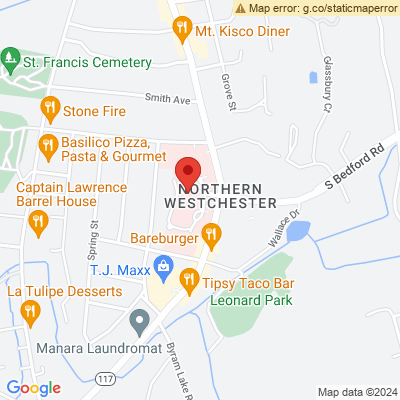 Map error: g.co/staticmaperror
Mt. Kisco Diner
St. Francis Cemetery
Glassbury Ct
Grove St
Smith Ave
Stone Fire
Basilico Pizza,
Pasta & Gourmet
S Bedford Rd
Captain Lawrence
Barrel House
NORTHERN
WESTCHESTER
Wallace Dr
Spring St
Bareburger
T.J. Maxx
Tipsy Taco Bar
La Tulipe Desserts
Leonard Park
Manara Laundromat
Byram Lake R
117
Google
Map data ©2024